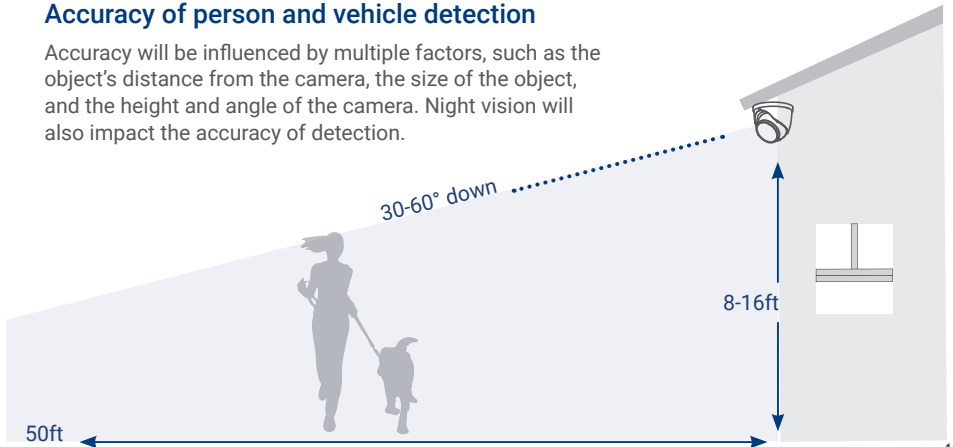 Accuracy of person and vehicle detection
Accuracy will be influenced by multiple factors, such as the
object's distance from the camera, the size of the object,
and the height and angle of the camera. Night vision will
also impact the accuracy of detection.
30-60° down
8-16ft
50ft